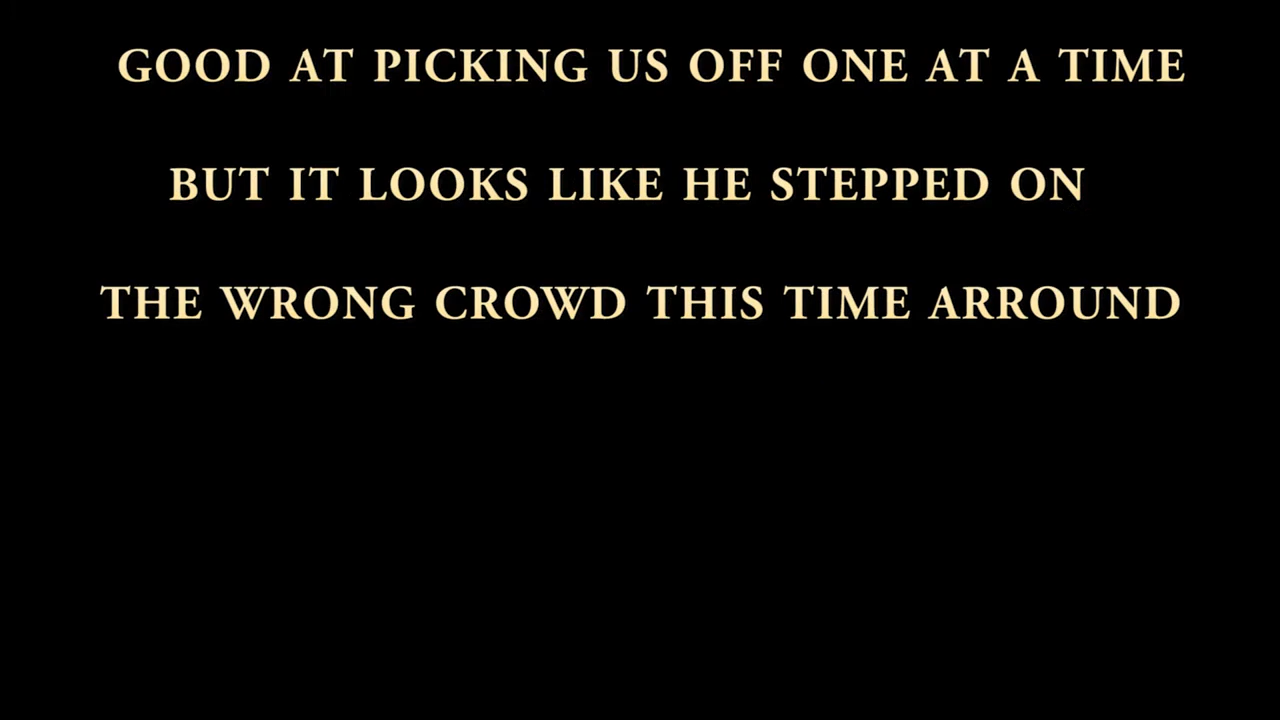 GOOD AT PICKING US OFF ONE AT A TIME
BUT IT LOOKS LIKE HE STEPPED ON
THE WRONG CROWD THIS TIME ARROUND